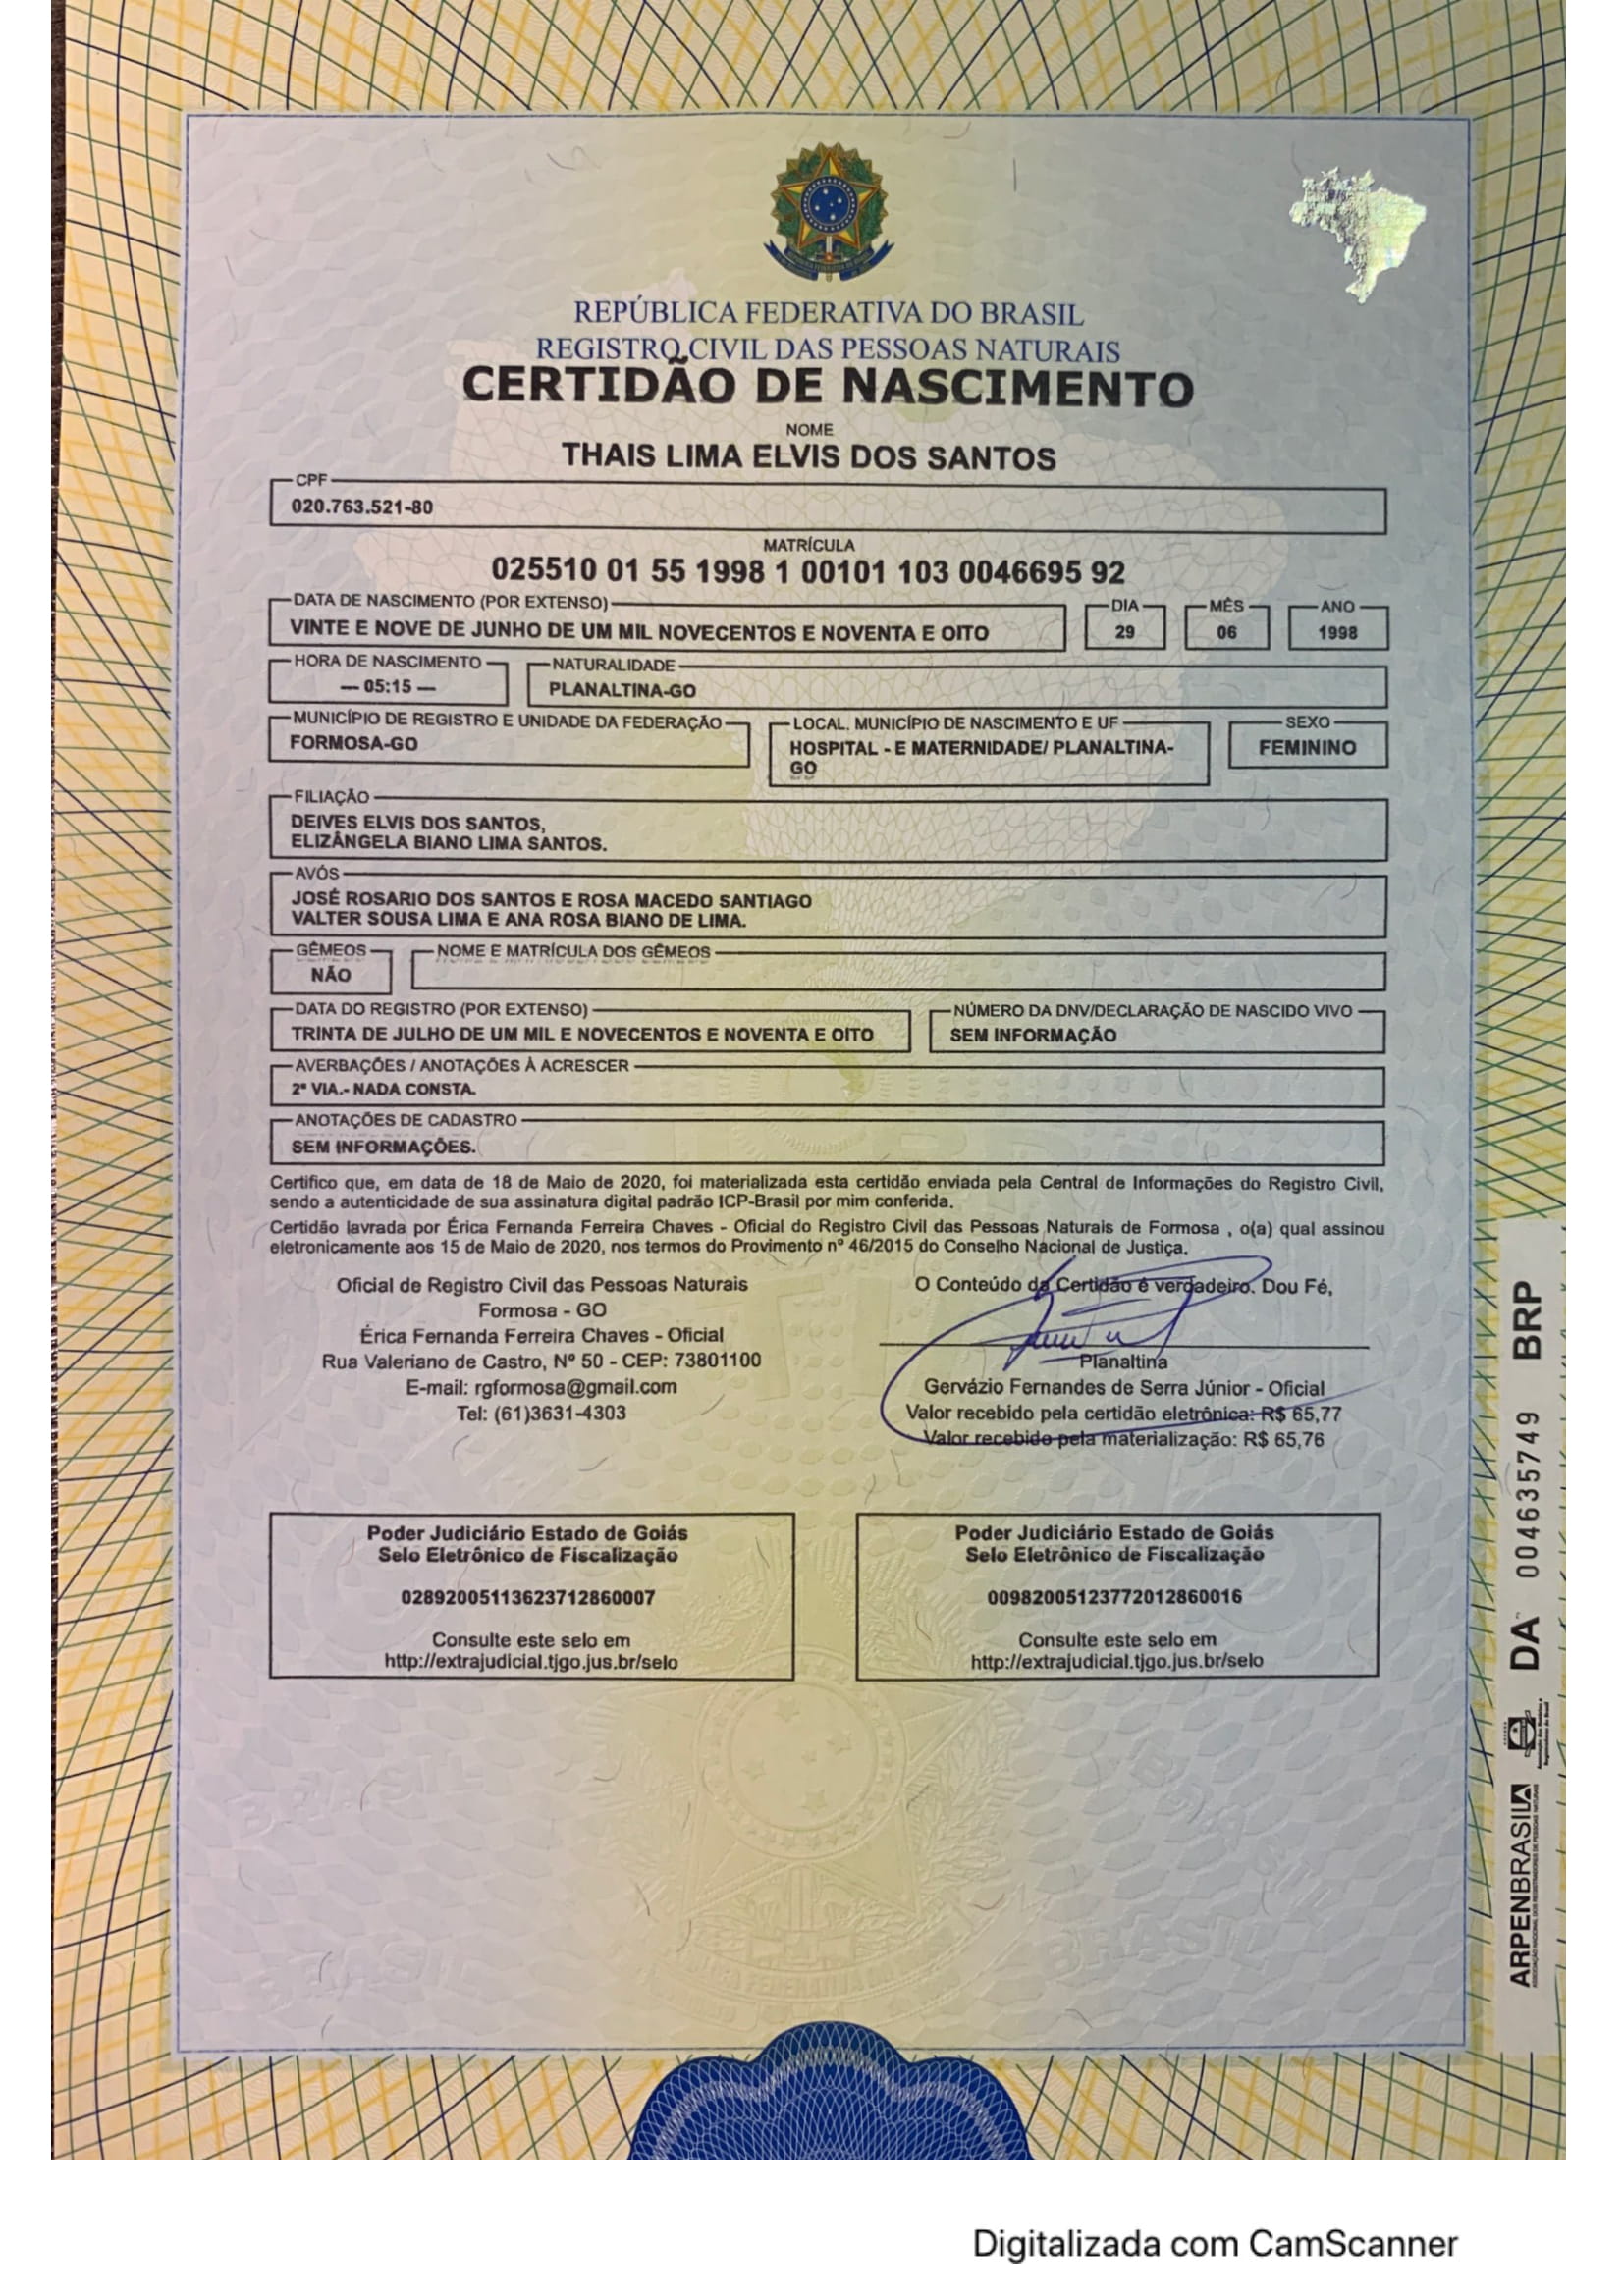 REPÚBLICA FEDERATIVA DO BRASIL
REGISTRO CIVIL DAS PESSOAS NATURAIS
CERTIDÃO DE NASCIMENTO
NOME
THAIS LIMA ELVIS DOS SANTOS
CPF
020.763.521-80
MATRÍCULA
025510 01 55 1998 1 00101 103 0046695 92
DATA DE NASCIMENTO (POR EXTENSO) DIA MÊS ANO
VINTE E NOVE DE JUNHO DE UM MIL NOVECENTOS E NOVENTA E OITO 29 06 1998
HORA DE NASCIMENTO NATURALIDADE
— 05:15 — PLANALTINA-GO
MUNICÍPIO DE REGISTRO E UNIDADE DA FEDERAÇÃO
FORMOSA-GO
LOCAL, MUNICÍPIO DE NASCIMENTO E UF
HOSPITAL - E MATERNIDADE/ PLANALTINA-
GO
SEXO
FEMININO
FILIAÇÃO
DEIVES ELVIS DOS SANTOS,
ELIZÂNGELA BIANO LIMA SANTOS.
AVÓS
JOSÉ ROSARIO DOS SANTOS E ROSA MACEDO SANTIAGO
VALTER SOUSA LIMA E ANA ROSA BIANO DE LIMA.
GÊMEOS NOME E MATRÍCULA DOS GÊMEOS
NÃO
DATA DO REGISTRO (POR EXTENSO)
TRINTA DE JULHO DE UM MIL E NOVECENTOS E NOVENTA E OITO
NÚMERO DA DNV/DECLARAÇÃO DE NASCIDO VIVO
SEM INFORMAÇÃO
AVERBAÇÕES / ANOTAÇÕES À ACRESCER
2ª VIA.- NADA CONSTA.
ANOTAÇÕES DE CADASTRO
SEM INFORMAÇÕES.
Certifico que, em data de 18 de Maio de 2020, foi materializada esta certidão enviada pela Central de Informações do Registro Civil,
sendo a autenticidade de sua assinatura digital padrão ICP-Brasil por mim conferida.
Certidão lavrada por Érica Fernanda Ferreira Chaves - Oficial do Registro Civil das Pessoas Naturais de Formosa , o(a) qual assinou
eletronicamente aos 15 de Maio de 2020, nos termos do Provimento nº 46/2015 do Conselho Nacional de Justiça.
Oficial de Registro Civil das Pessoas Naturais
Formosa - GO
Érica Fernanda Ferreira Chaves - Oficial
Rua Valeriano de Castro, Nº 50 - CEP: 73801100
E-mail: rgformosa@gmail.com
Tel: (61)3631-4303
O Conteúdo da Certidão é verdadeiro. Dou Fé,
Planaltina
Gervázio Fernandes de Serra Júnior - Oficial
Valor recebido pela certidão eletrônica: R$ 65,77
Valor recebido pela materialização: R$ 65,76
Poder Judiciário Estado de Goiás
Selo Eletrônico de Fiscalização
02892005113623712860007
Consulte este selo em
http://extrajudicial.tjgo.jus.br/selo
Poder Judiciário Estado de Goiás
Selo Eletrônico de Fiscalização
00982005123772012860016
Consulte este selo em
http://extrajudicial.tjgo.jus.br/selo
ARPENBRASIL DA 004635749 BRP
BRASIL
BRASIL
BRASIL
Digitalizada com CamScanner